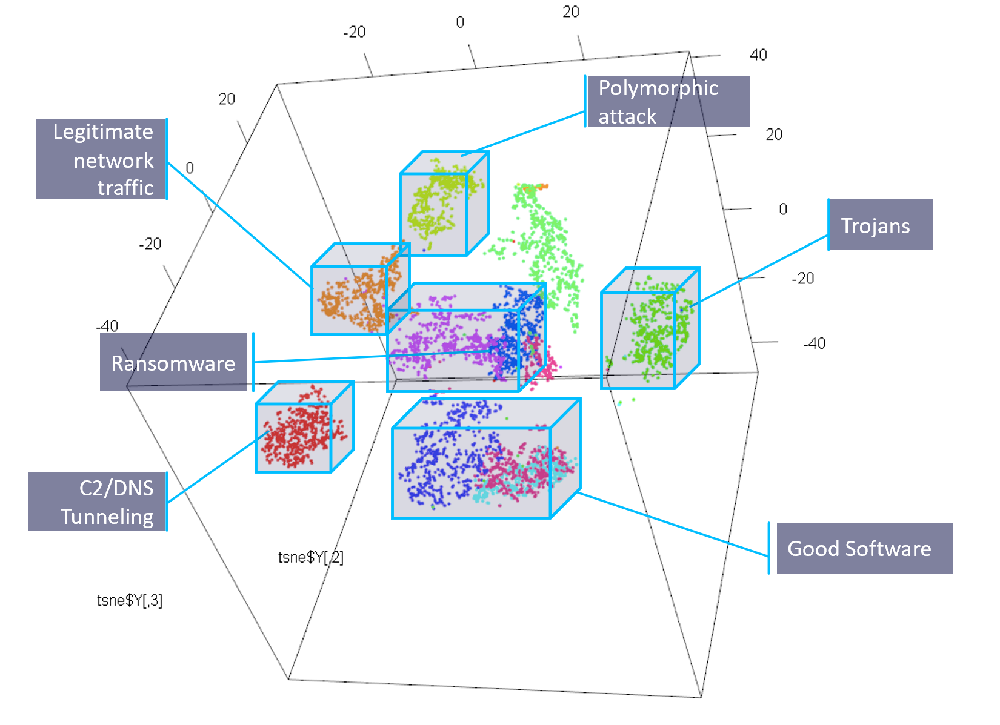 -20
0
20
40
20
0
-20
-40
20
0
-20
-40
Polymorphic
attack
Legitimate
network
traffic
Trojans
Ransomware
C2/DNS
Tunneling
Good Software
tsne$Y[,2]
tsne$Y[,3]